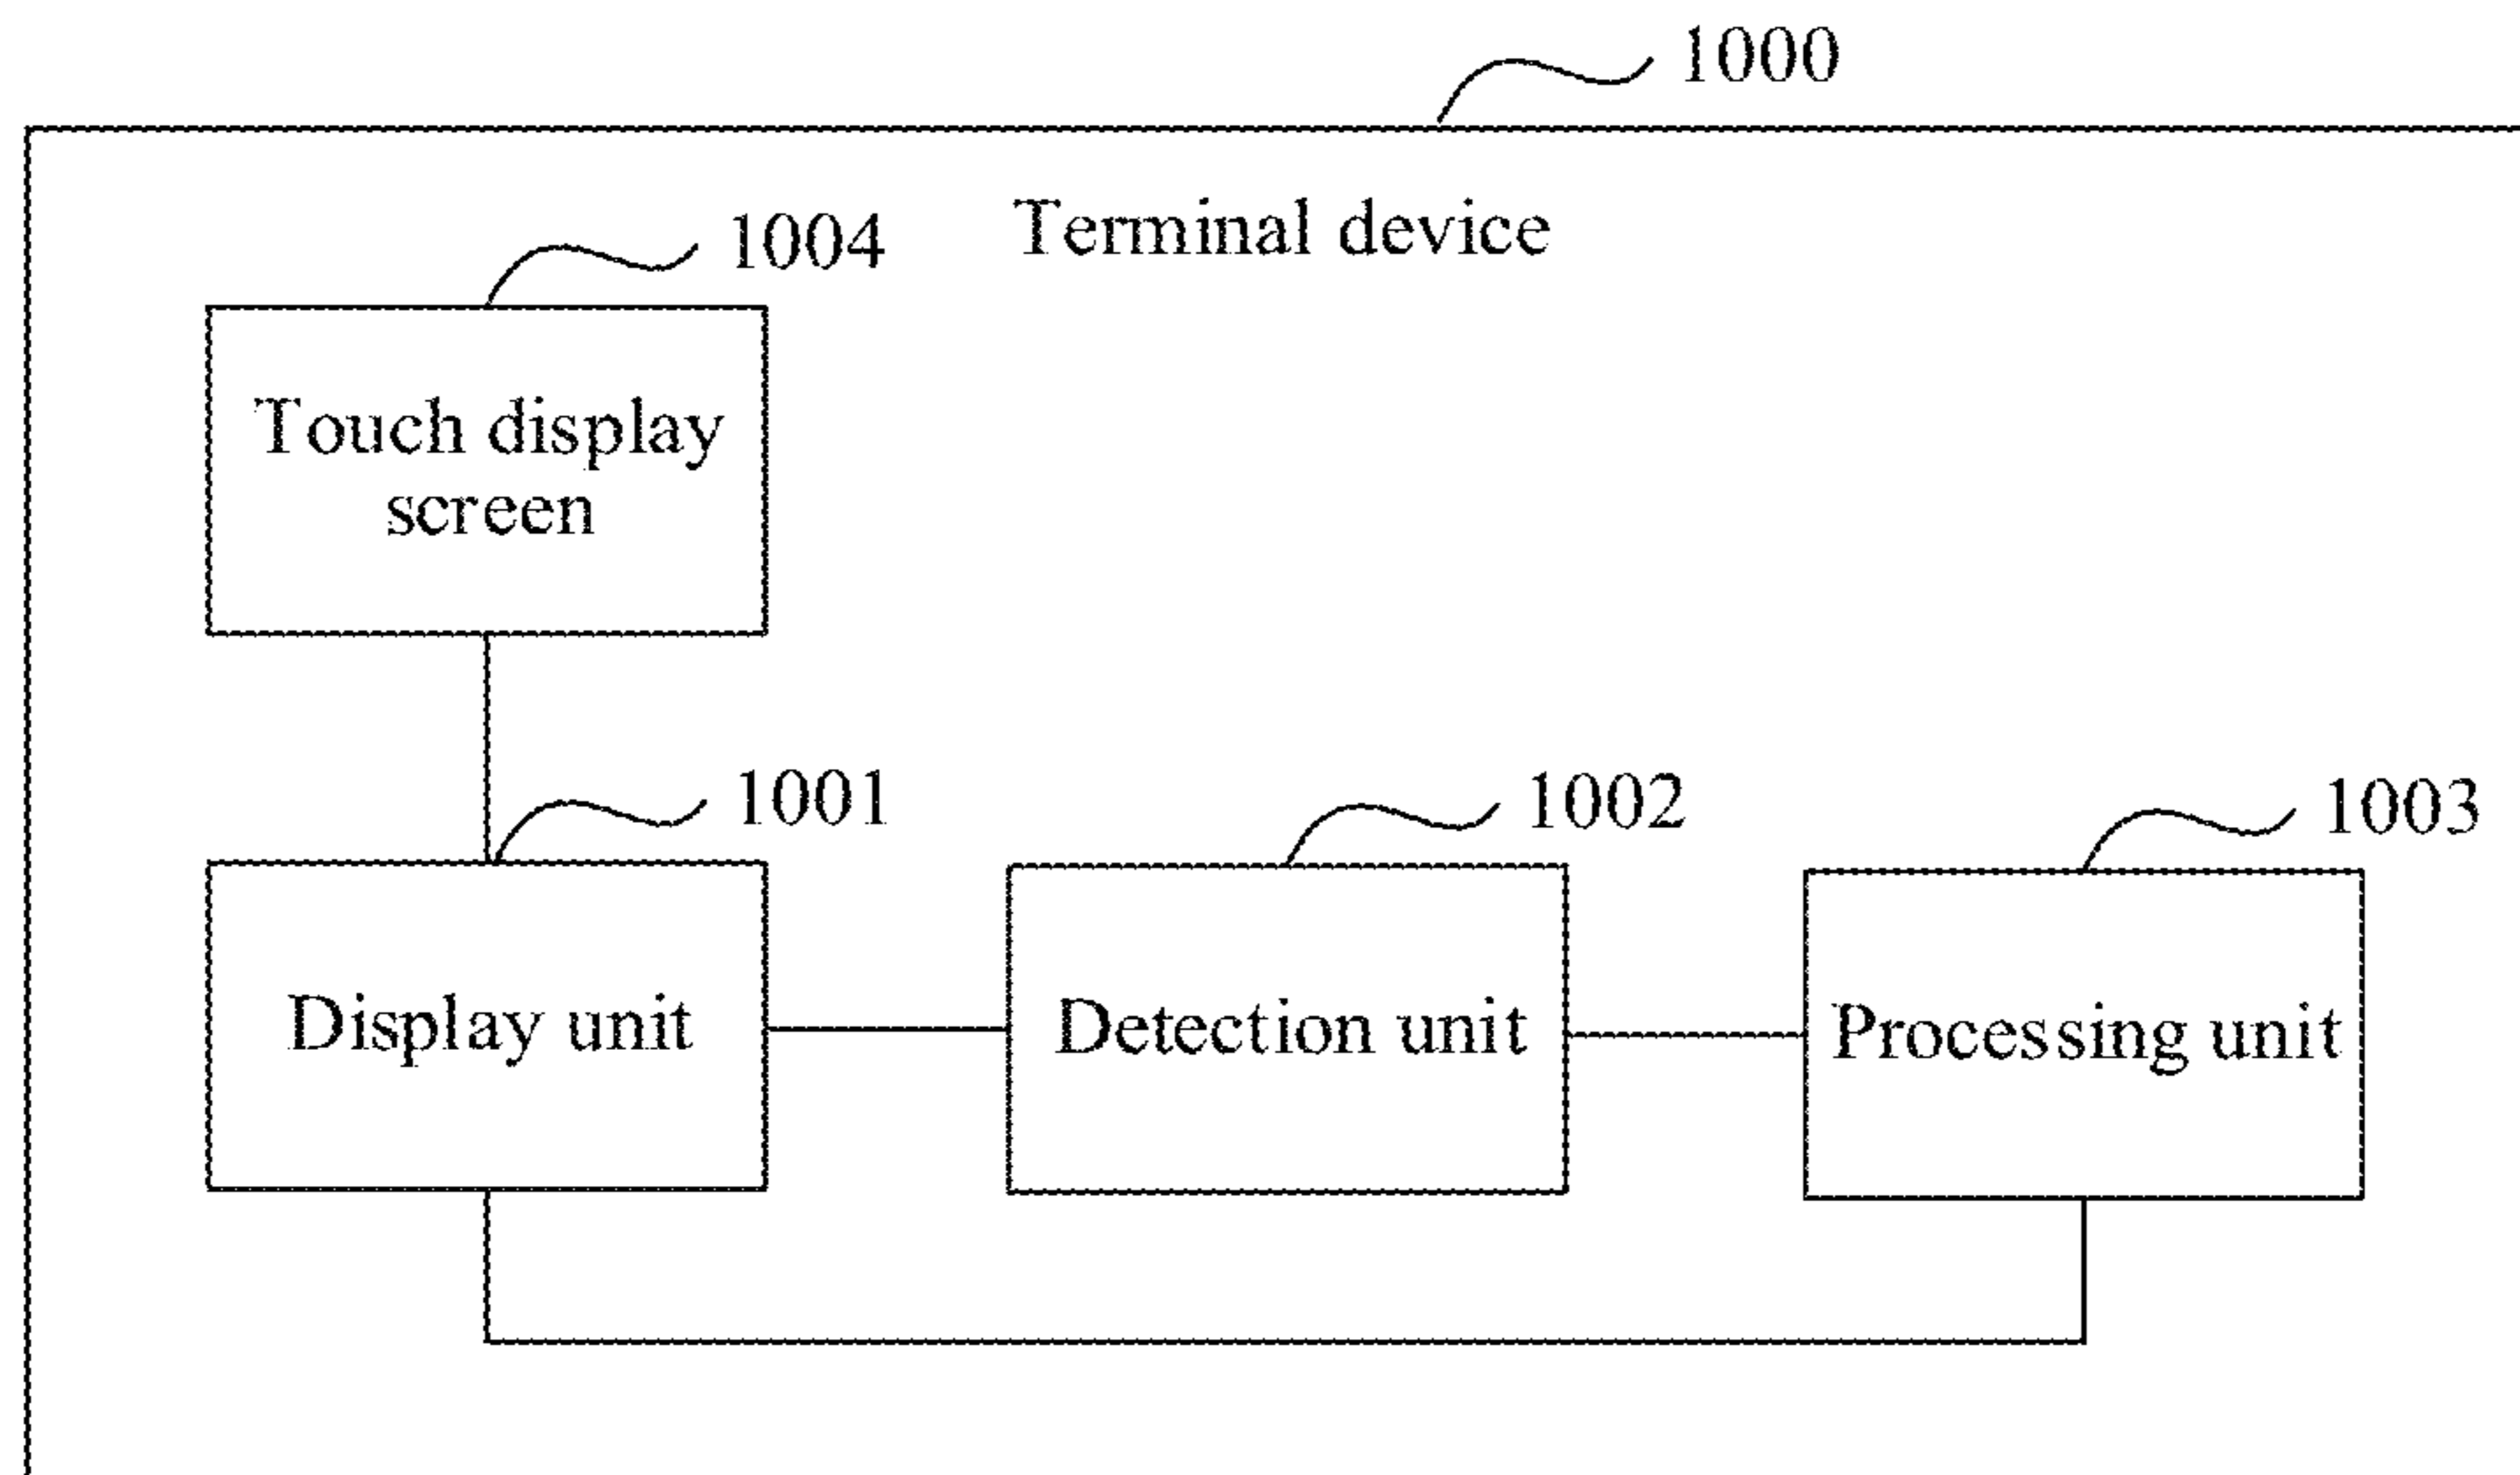 1000
Terminal device
1004
Touch display
screen
1001
1002
1003
Display unit
Detection unit
Processing unit